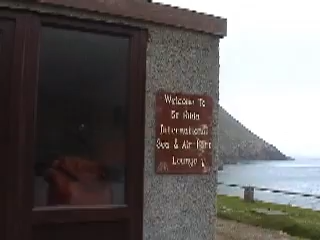 Welcome To
St Kilda
International
Sea & Air Port
Lounge